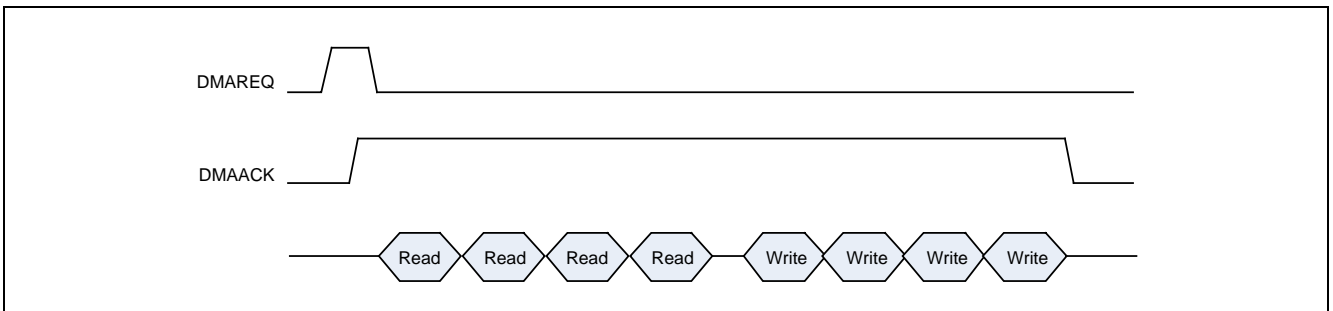 DMAREQ
DMAACK
Read Read Read Read Write Write Write Write